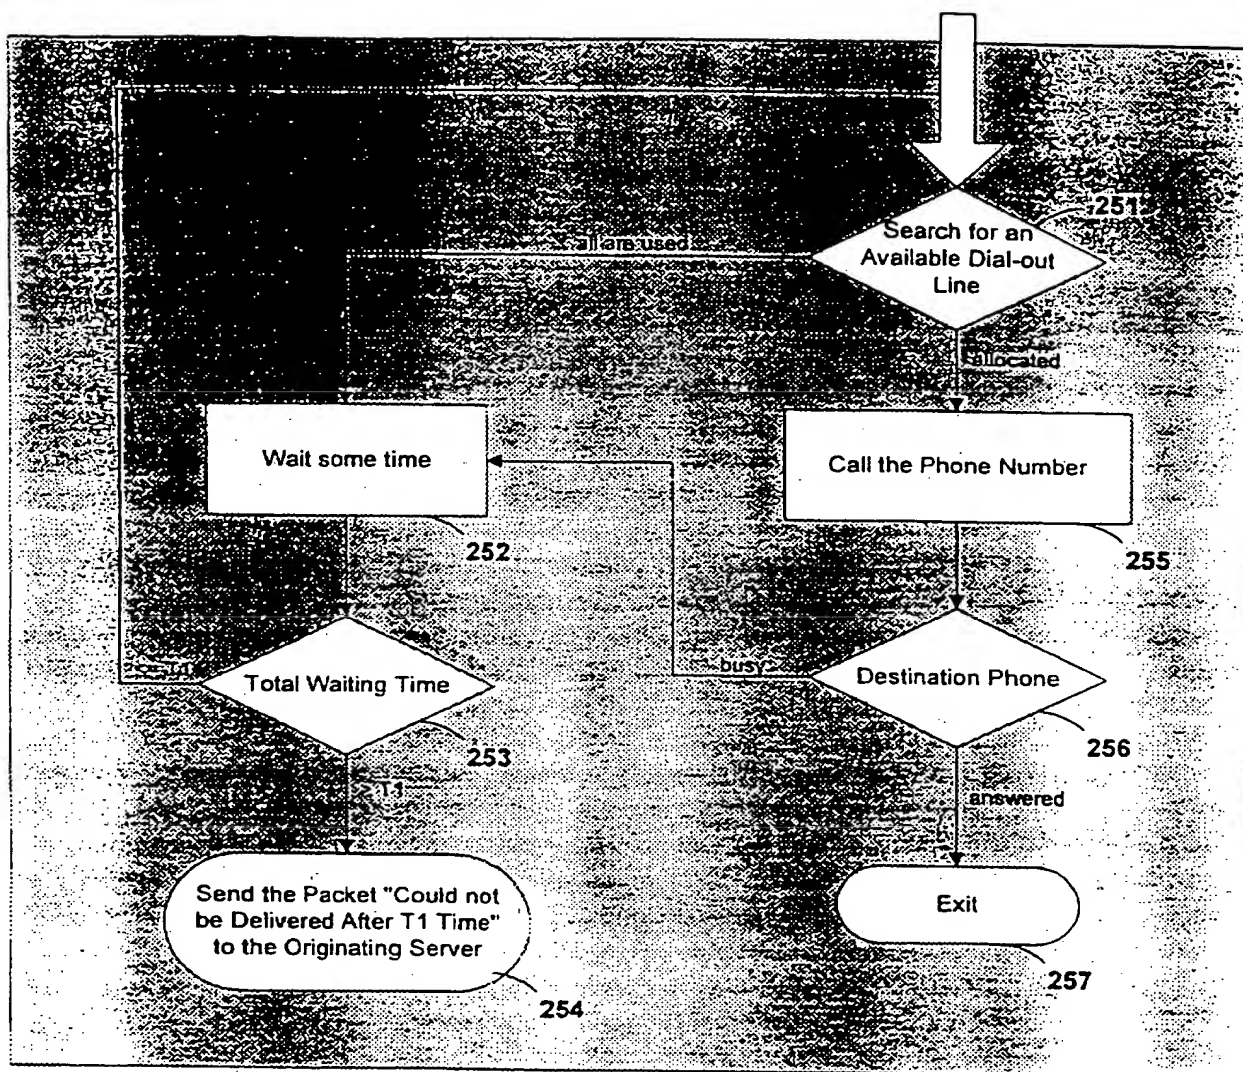 251
Search for an
Available Dial-out
Line
all are used
allocated
Wait some time
252
Call the Phone Number
255
Total Waiting Time
253
busy
Destination Phone
256
T1
answered
Send the Packet "Could not
be Delivered After T1 Time"
to the Originating Server
254
Exit
257